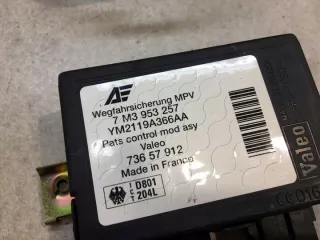 AE
Wegfahrsicherung MPV
7 M3 953 257
YM2119A366AA
Pats control mod asy
Valeo
736 57 912
Made in France
ICT D801
204L
Valeo